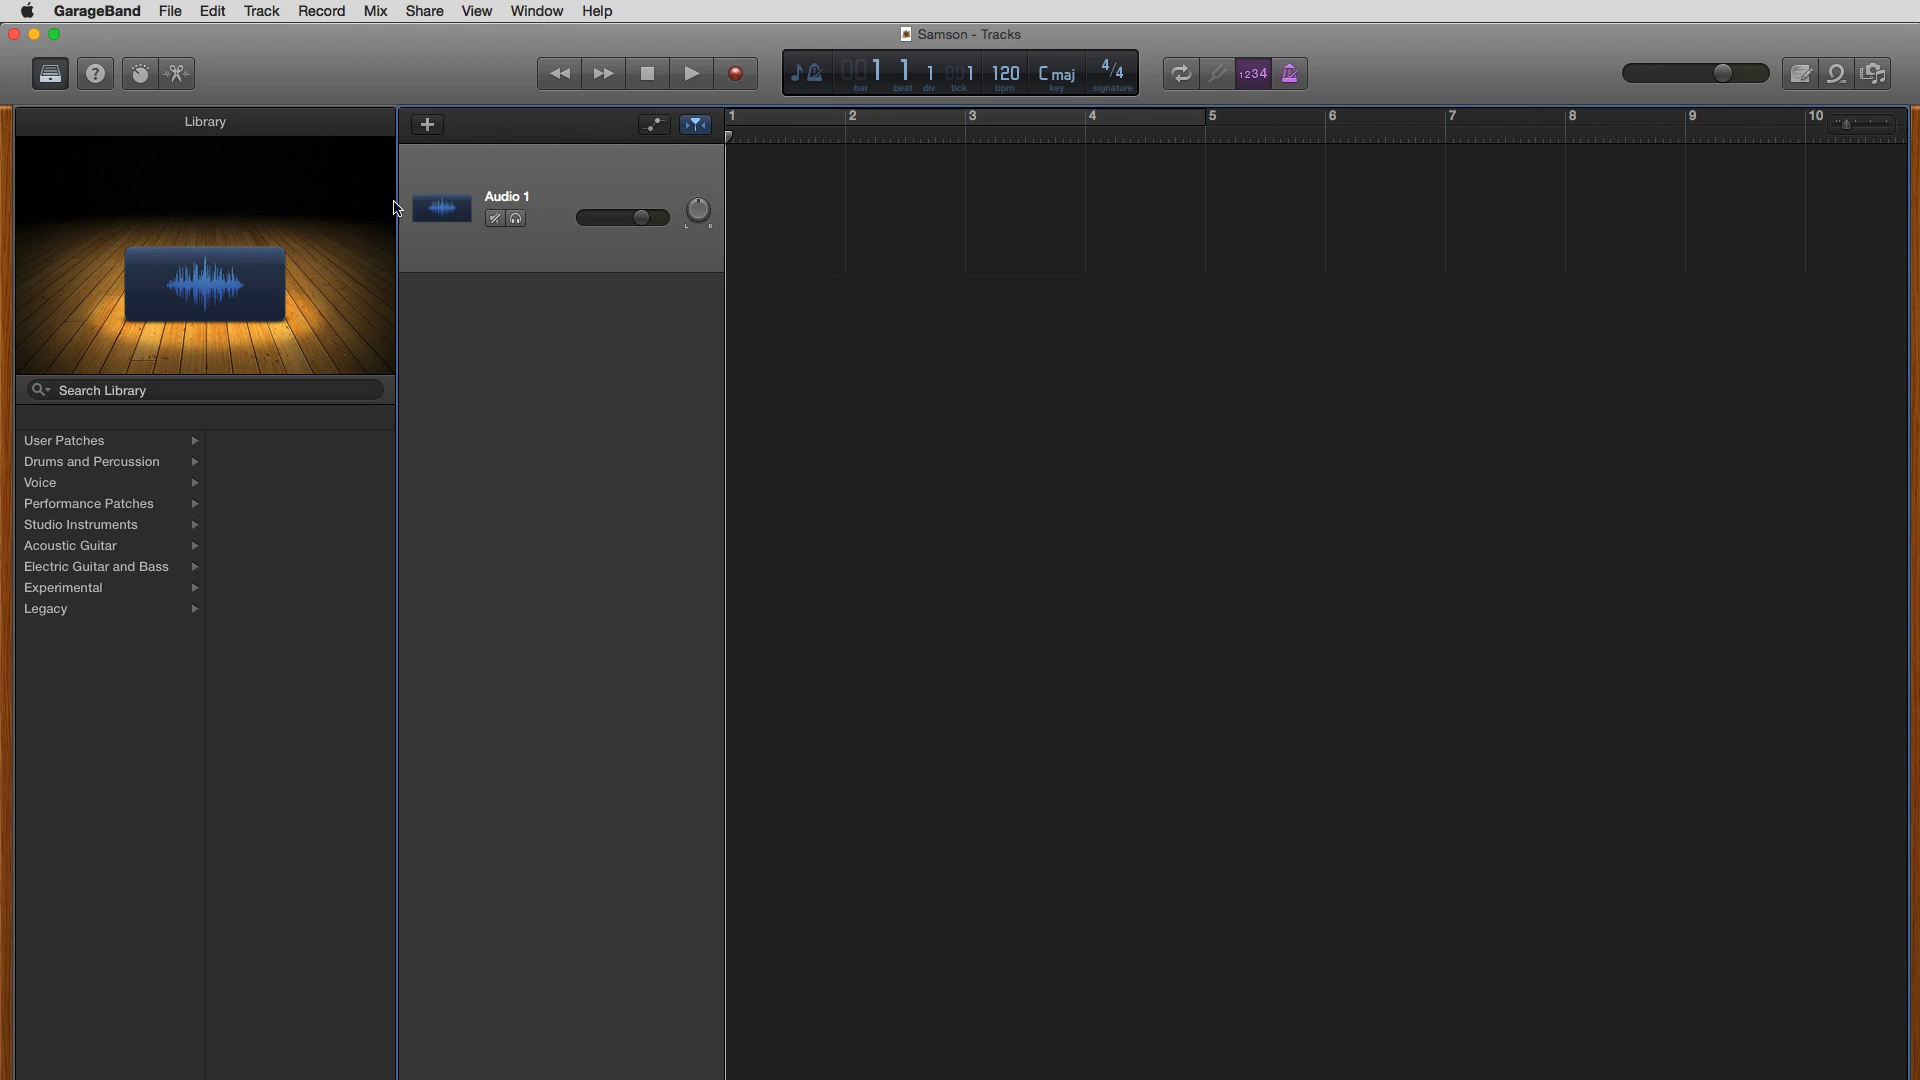 GarageBand File Edit Track Record Mix Share View Window Help
Samson - Tracks
001 1 1 001 120 C maj 4/4
bar beat div tick bpm key signature
1234
Library
1 2 3 4 5 6 7 8 9 10
Audio 1
L R
Search Library
User Patches
Drums and Percussion
Voice
Performance Patches
Studio Instruments
Acoustic Guitar
Electric Guitar and Bass
Experimental
Legacy